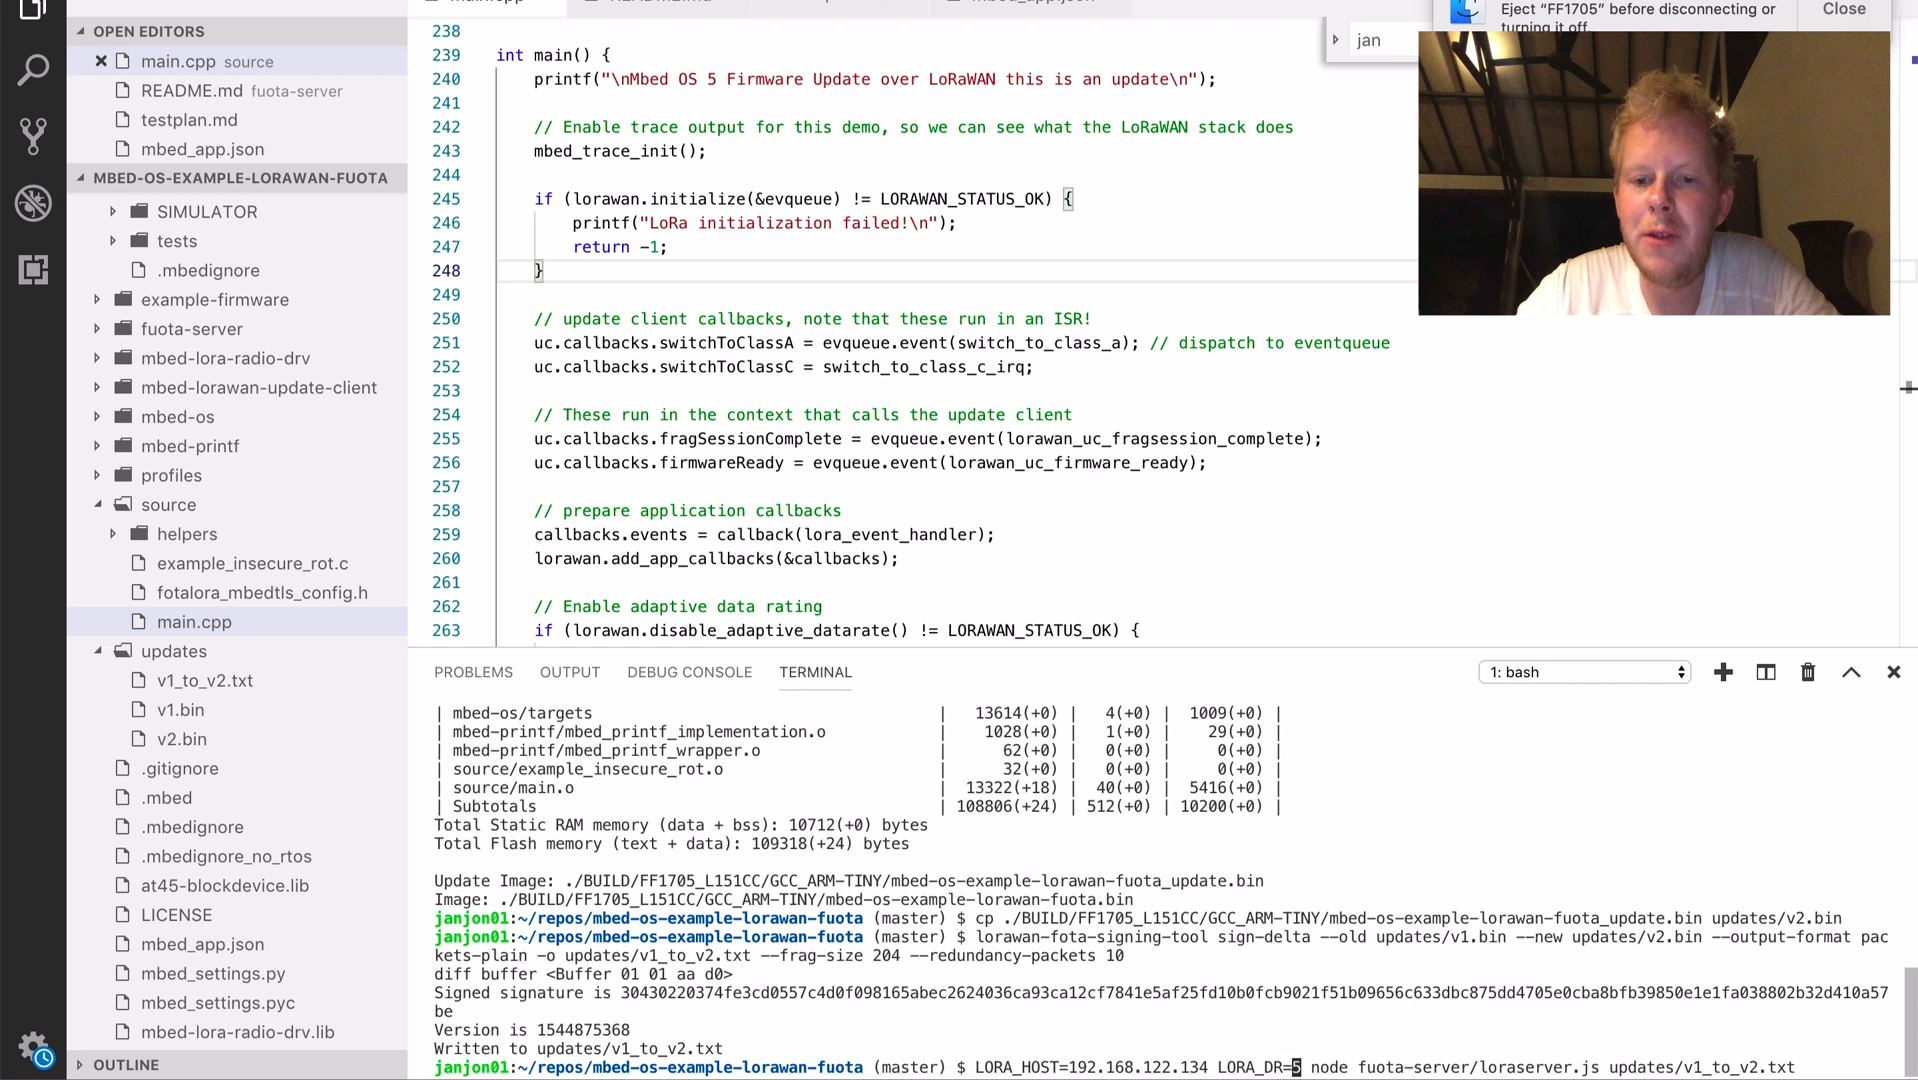 main.cpp README.md mbed_app.json
Eject “FF1705” before disconnecting or
turning it off.
Close
jan
OPEN EDITORS
main.cpp source
README.md fuota-server
testplan.md
mbed_app.json
MBED-OS-EXAMPLE-LORAWAN-FUOTA
SIMULATOR
tests
.mbedignore
example-firmware
fuota-server
mbed-lora-radio-drv
mbed-lorawan-update-client
mbed-os
mbed-printf
profiles
source
helpers
example_insecure_rot.c
fotalora_mbedtls_config.h
main.cpp
updates
v1_to_v2.txt
v1.bin
v2.bin
.gitignore
.mbed
.mbedignore
.mbedignore_no_rtos
at45-blockdevice.lib
LICENSE
mbed_app.json
mbed_settings.py
mbed_settings.pyc
mbed-lora-radio-drv.lib
OUTLINE
238
239 int main() {
240 printf("\nMbed OS 5 Firmware Update over LoRaWAN this is an update\n");
241
242 // Enable trace output for this demo, so we can see what the LoRaWAN stack does
243 mbed_trace_init();
244
245 if (lorawan.initialize(&evqueue) != LORAWAN_STATUS_OK) {
246 printf("LoRa initialization failed!\n");
247 return -1;
248 }
249
250 // update client callbacks, note that these run in an ISR!
251 uc.callbacks.switchToClassA = evqueue.event(switch_to_class_a); // dispatch to eventqueue
252 uc.callbacks.switchToClassC = switch_to_class_c_irq;
253
254 // These run in the context that calls the update client
255 uc.callbacks.fragSessionComplete = evqueue.event(lorawan_uc_fragsession_complete);
256 uc.callbacks.firmwareReady = evqueue.event(lorawan_uc_firmware_ready);
257
258 // prepare application callbacks
259 callbacks.events = callback(lora_event_handler);
260 lorawan.add_app_callbacks(&callbacks);
261
262 // Enable adaptive data rating
263 if (lorawan.disable_adaptive_datarate() != LORAWAN_STATUS_OK) {
PROBLEMS OUTPUT DEBUG CONSOLE TERMINAL 1: bash
| mbed-os/targets | 13614(+0) | 4(+0) | 1009(+0) |
| mbed-printf/mbed_printf_implementation.o | 1028(+0) | 1(+0) | 29(+0) |
| mbed-printf/mbed_printf_wrapper.o | 62(+0) | 0(+0) | 0(+0) |
| source/example_insecure_rot.o | 32(+0) | 0(+0) | 0(+0) |
| source/main.o | 13322(+18) | 40(+0) | 5416(+0) |
| Subtotals | 108806(+24) | 512(+0) | 10200(+0) |
Total Static RAM memory (data + bss): 10712(+0) bytes
Total Flash memory (text + data): 109318(+24) bytes
Update Image: ./BUILD/FF1705_L151CC/GCC_ARM-TINY/mbed-os-example-lorawan-fuota_update.bin
Image: ./BUILD/FF1705_L151CC/GCC_ARM-TINY/mbed-os-example-lorawan-fuota.bin
janjon01:~/repos/mbed-os-example-lorawan-fuota (master) $ cp ./BUILD/FF1705_L151CC/GCC_ARM-TINY/mbed-os-example-lorawan-fuota_update.bin updates/v2.bin
janjon01:~/repos/mbed-os-example-lorawan-fuota (master) $ lorawan-fota-signing-tool sign-delta --old updates/v1.bin --new updates/v2.bin --output-format pac
kets-plain -o updates/v1_to_v2.txt --frag-size 204 --redundancy-packets 10
diff buffer <Buffer 01 01 aa d0>
Signed signature is 30430220374fe3cd0557c4d0f098165abec2624036ca93ca12cf7841e5af25fd10b0fcb9021f51b09656c633dbc875dd4705e0cba8bfb39850e1e1fa038802b32d410a57
be
Version is 1544875368
Written to updates/v1_to_v2.txt
janjon01:~/repos/mbed-os-example-lorawan-fuota (master) $ LORA_HOST=192.168.122.134 LORA_DR=5 node fuota-server/loraserver.js updates/v1_to_v2.txt